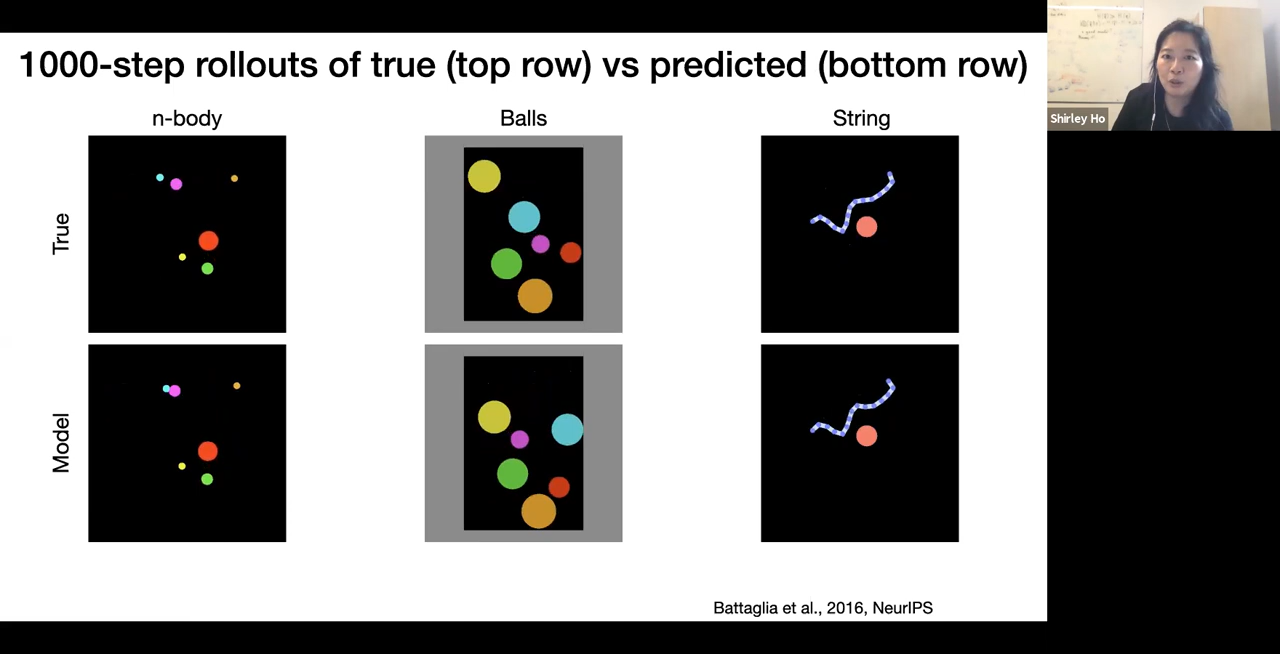 1000-step rollouts of true (top row) vs predicted (bottom row)
n-body
Balls
String
True
Model
Battaglia et al., 2016, NeurIPS
Shirley Ho